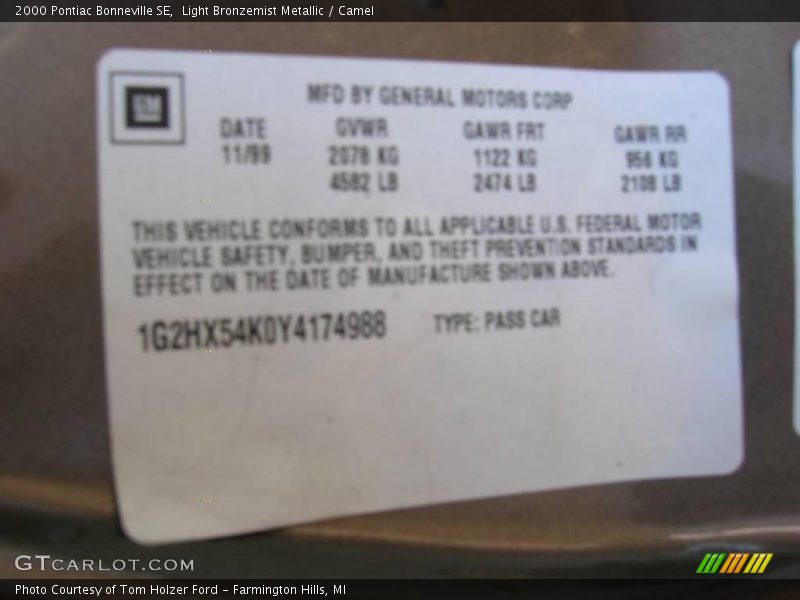 2000 Pontiac Bonneville SE, Light Bronzemist Metallic / Camel
GM
MFD BY GENERAL MOTORS CORP
DATE GVWR GAWR FRT GAWR RR
11/99 2078 KG 1122 KG 956 KG
4582 LB 2474 LB 2108 LB
THIS VEHICLE CONFORMS TO ALL APPLICABLE U.S. FEDERAL MOTOR
VEHICLE SAFETY, BUMPER, AND THEFT PREVENTION STANDARDS IN
EFFECT ON THE DATE OF MANUFACTURE SHOWN ABOVE.
1G2HX54K0Y4174988 TYPE: PASS CAR
GTCARLOT.COM
Photo Courtesy of Tom Holzer Ford - Farmington Hills, MI